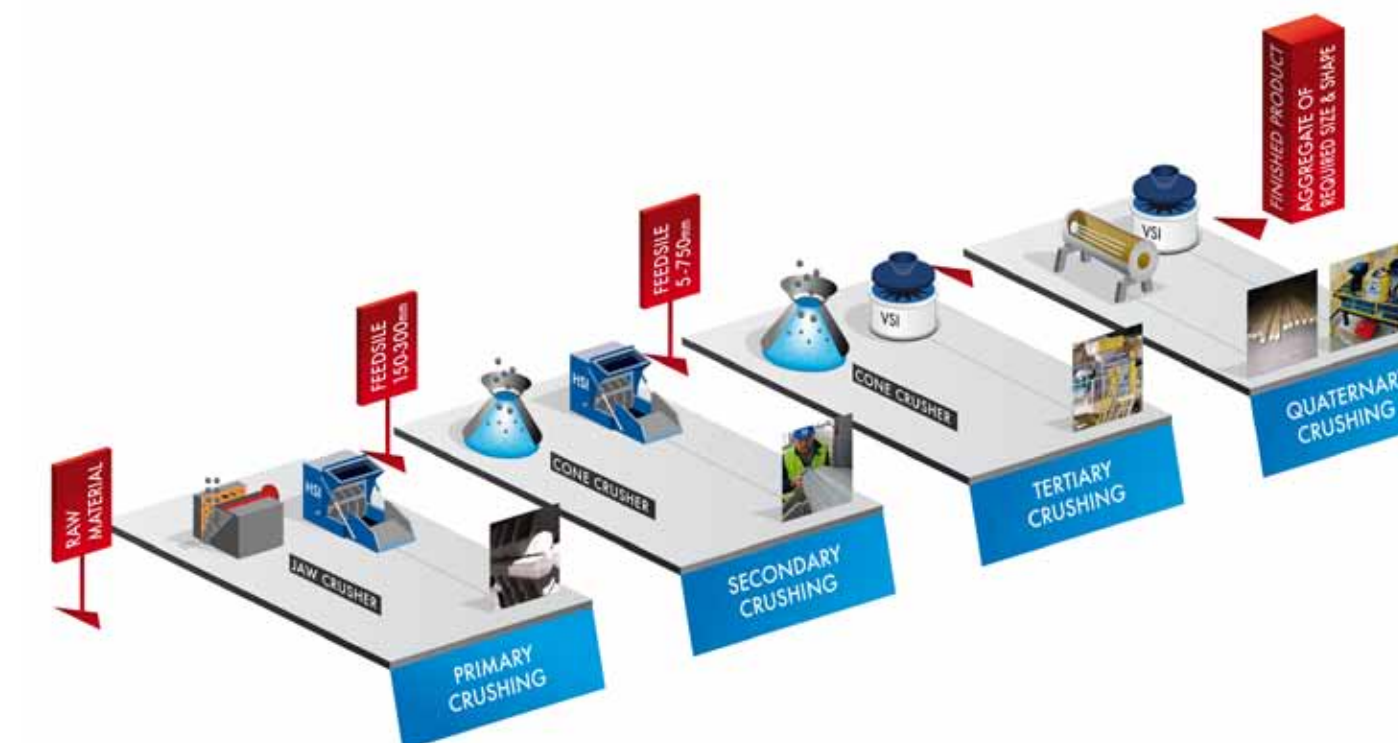 RAW
MATERIAL
HSI
JAW CRUSHER
PRIMARY
CRUSHING
FEEDSILE
150-300mm
HSI
CONE CRUSHER
SECONDARY
CRUSHING
FEEDSILE
5-750mm
VSI
CONE CRUSHER
TERTIARY
CRUSHING
VSI
QUATERNAR
CRUSHING
FINISHED PRODUCT
AGGREGATE OF
REQUIRED SIZE & SHAPE